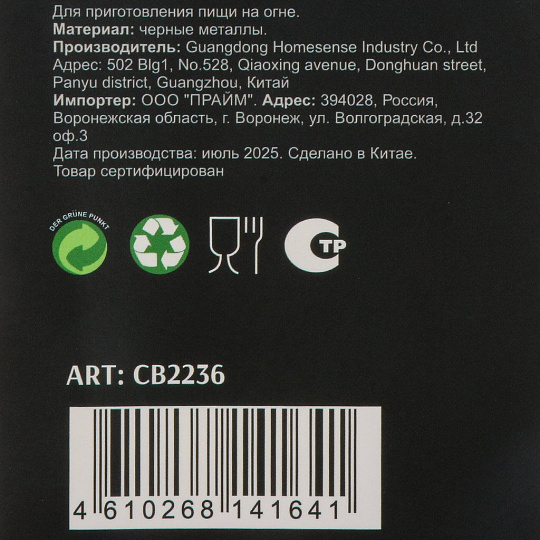 Для приготовления пищи на огне.
Материал: черные металлы.
Производитель: Guangdong Homesense Industry Co., Ltd
Адрес: 502 Blg1, No.528, Qiaoxing avenue, Donghuan street,
Panyu district, Guangzhou, Китай
Импортер: ООО "ПРАЙМ". Адрес: 394028, Россия,
Воронежская область, г. Воронеж, ул. Волгоградская, д.32
оф.3
Дата производства: июль 2025. Сделано в Китае.
Товар сертифицирован
DER GRÜNE PUNKT
СТР
ART: CB2236
4 610268 141641